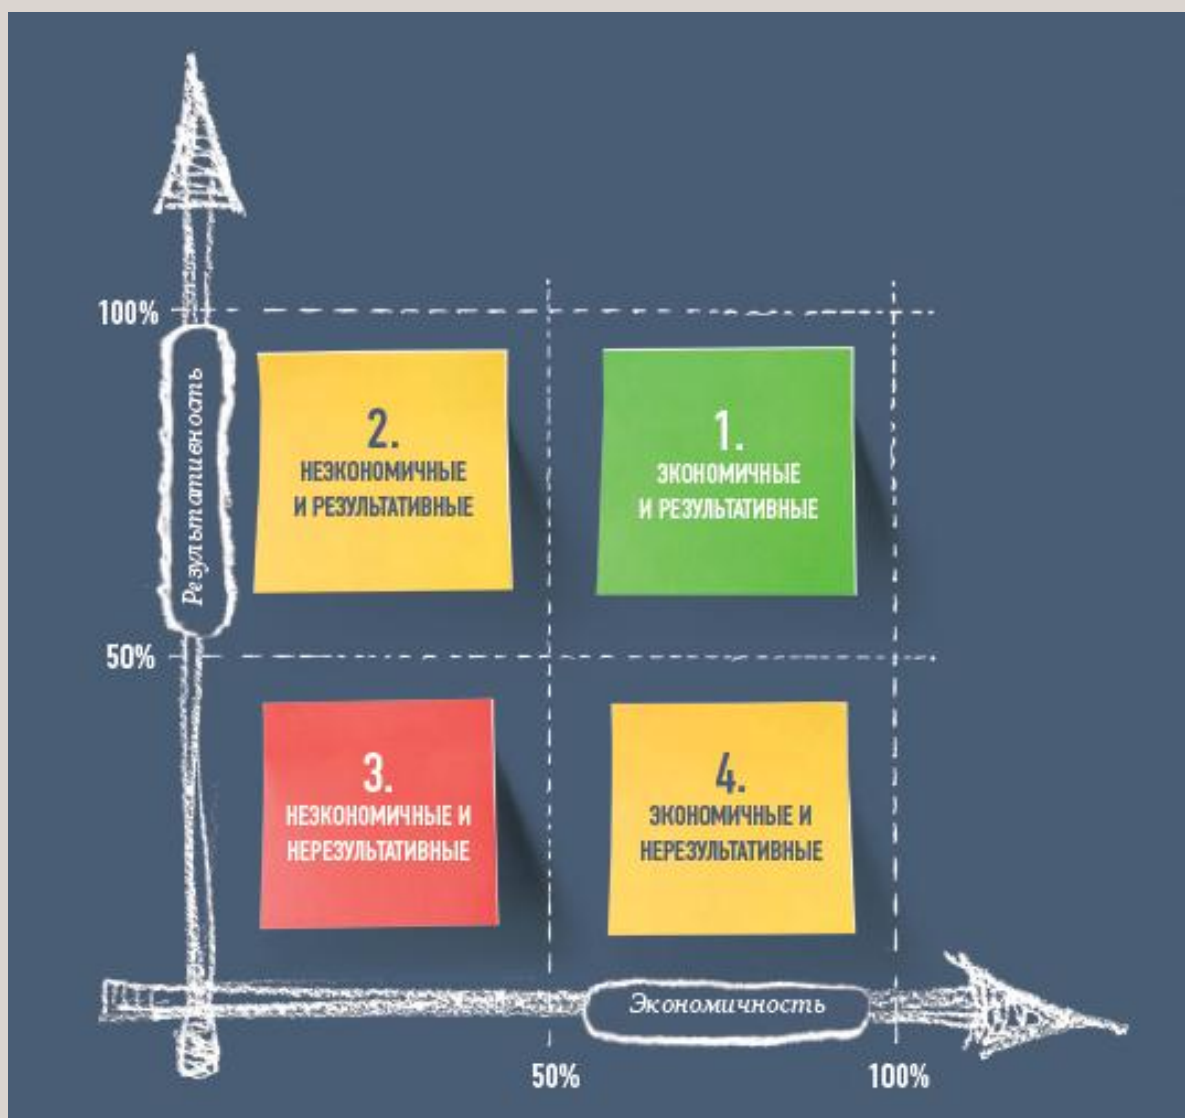 100%
Результативность
2.
НЕЭКОНОМИЧНЫЕ
И РЕЗУЛЬТАТИВНЫЕ
1.
ЭКОНОМИЧНЫЕ
И РЕЗУЛЬТАТИВНЫЕ
50%
3.
НЕЭКОНОМИЧНЫЕ И
НЕРЕЗУЛЬТАТИВНЫЕ
4.
ЭКОНОМИЧНЫЕ И
НЕРЕЗУЛЬТАТИВНЫЕ
Экономичность
50%
100%